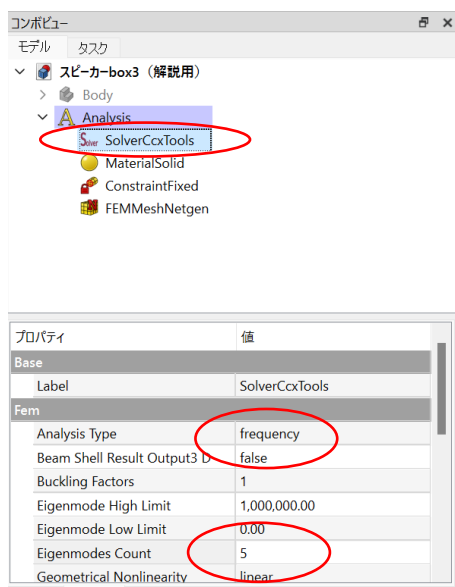 コンボビュー
モデル タスク
スピーカーbox3（解説用）
Body
Analysis
Solver SolverCcxTools
MaterialSolid
ConstraintFixed
FEMMeshNetgen
プロパティ 値
Base
Label SolverCcxTools
Fem
Analysis Type frequency
Beam Shell Result Output3 D false
Buckling Factors 1
Eigenmode High Limit 1,000,000.00
Eigenmode Low Limit 0.00
Eigenmodes Count 5
Geometrical Nonlinearity linear